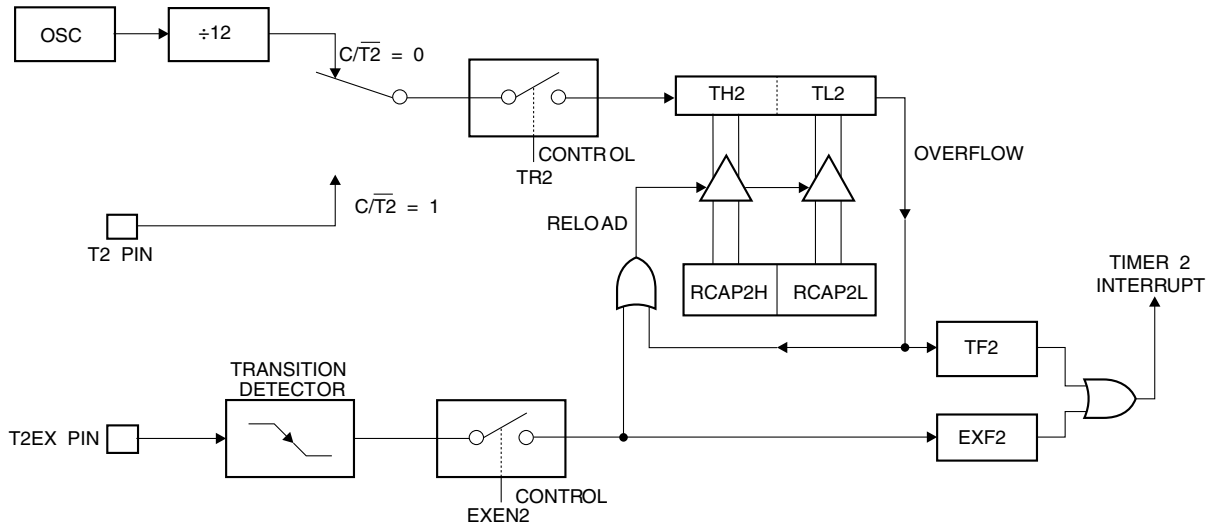 OSC
÷12
C/T2̅ = 0
TH2
TL2
CONTROL
TR2
OVERFLOW
C/T2̅ = 1
RELOAD
T2 PIN
RCAP2H
RCAP2L
TIMER 2
INTERRUPT
TF2
TRANSITION
DETECTOR
T2EX PIN
EXF2
CONTROL
EXEN2